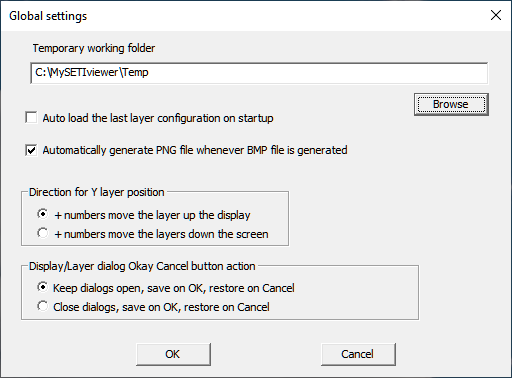 Global settings
Temporary working folder
C:\MySETIviewer\Temp
Browse
Auto load the last layer configuration on startup
Automatically generate PNG file whenever BMP file is generated
Direction for Y layer position
+ numbers move the layer up the display
+ numbers move the layers down the screen
Display/Layer dialog Okay Cancel button action
Keep dialogs open, save on OK, restore on Cancel
Close dialogs, save on OK, restore on Cancel
OK Cancel